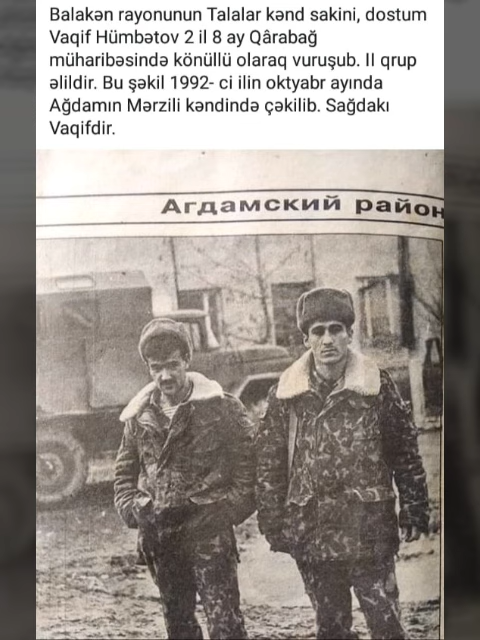 Balakən rayonunun Talalar kənd sakini, dostum
Vaqif Hümbətov 2 il 8 ay Qârabağ
müharibəsində könüllü olaraq vuruşub. II qrup
əlildir. Bu şəkil 1992- ci ilin oktyabr ayında
Ağdamın Mərzili kəndində çəkilib. Sağdakı
Vaqifdir.
Агдамский район